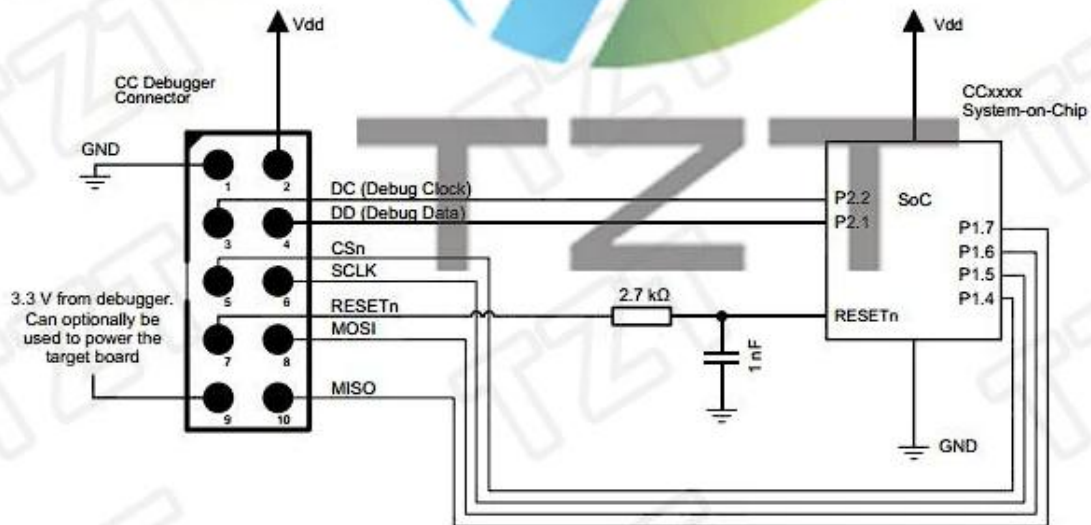 Vdd
Vdd
CC Debugger
Connector
CCxxxx
System-on-Chip
GND
1
2
DC (Debug Clock)
P2.2
SoC
DD (Debug Data)
P2.1
3
4
P1.7
CSn
P1.6
SCLK
P1.5
5
6
3.3 V from debugger.
Can optionally be
used to power the
target board
2.7 kΩ
P1.4
RESETn
RESETn
MOSI
7
8
1 nF
MISO
9
10
GND
TZT